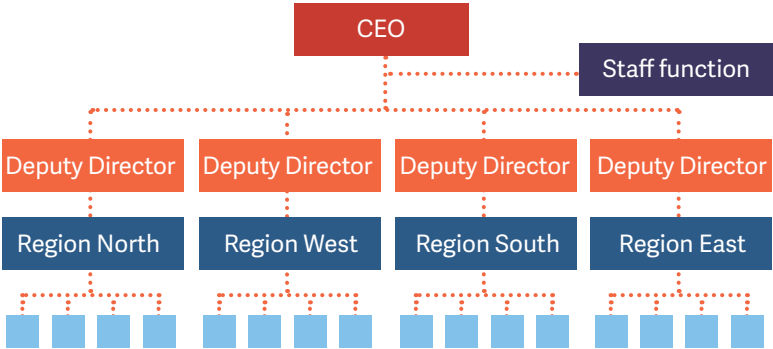 CEO
Staff function
Deputy Director
Deputy Director
Deputy Director
Deputy Director
Region North
Region West
Region South
Region East